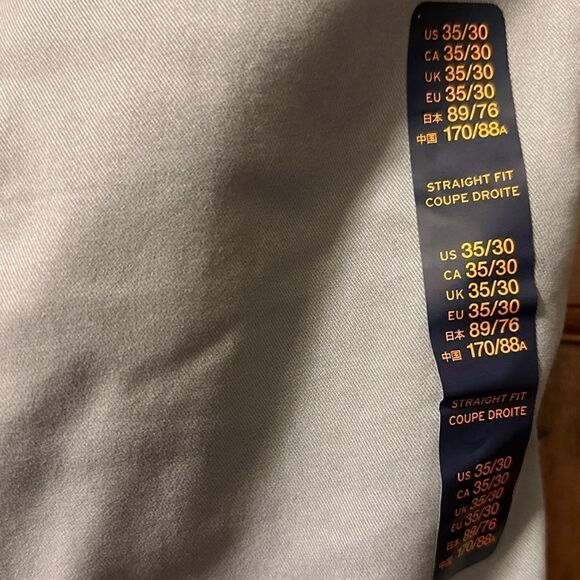 US 35/30
CA 35/30
UK 35/30
EU 35/30
日本 89/76
中国 170/88A
STRAIGHT FIT
COUPE DROITE
US 35/30
CA 35/30
UK 35/30
EU 35/30
日本 89/76
中国 170/88A
STRAIGHT FIT
COUPE DROITE
US 35/30
CA 35/30
UK 35/30
EU 35/30
日本 89/76
中国 170/88A